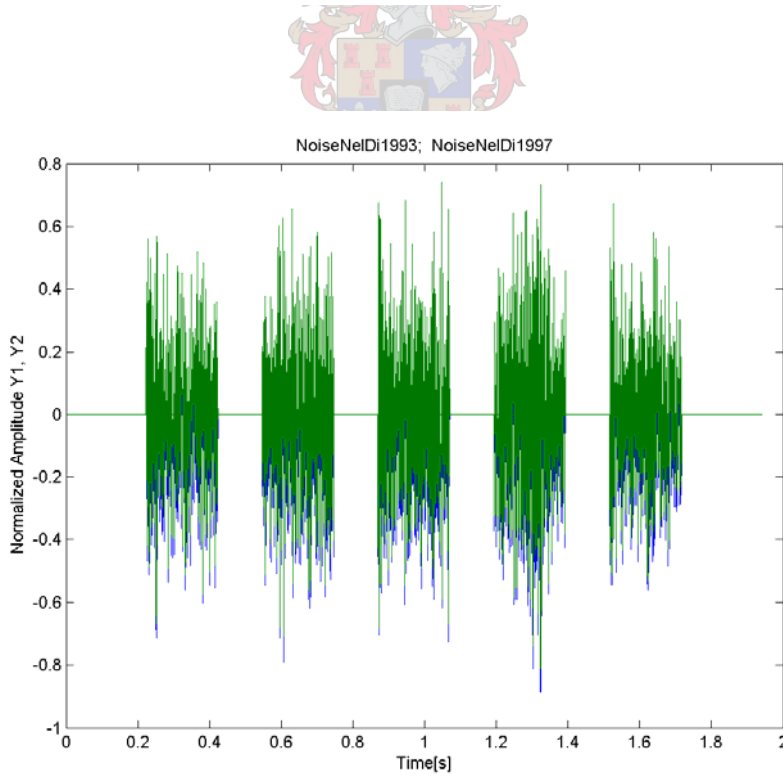 NoiseNelDi1993;  NoiseNelDi1997
0.8
0.6
0.4
0.2
0
-0.2
-0.4
-0.6
-0.8
-1
Normalized Amplitude Y1, Y2
0 0.2 0.4 0.6 0.8 1 1.2 1.4 1.6 1.8 2
Time[s]